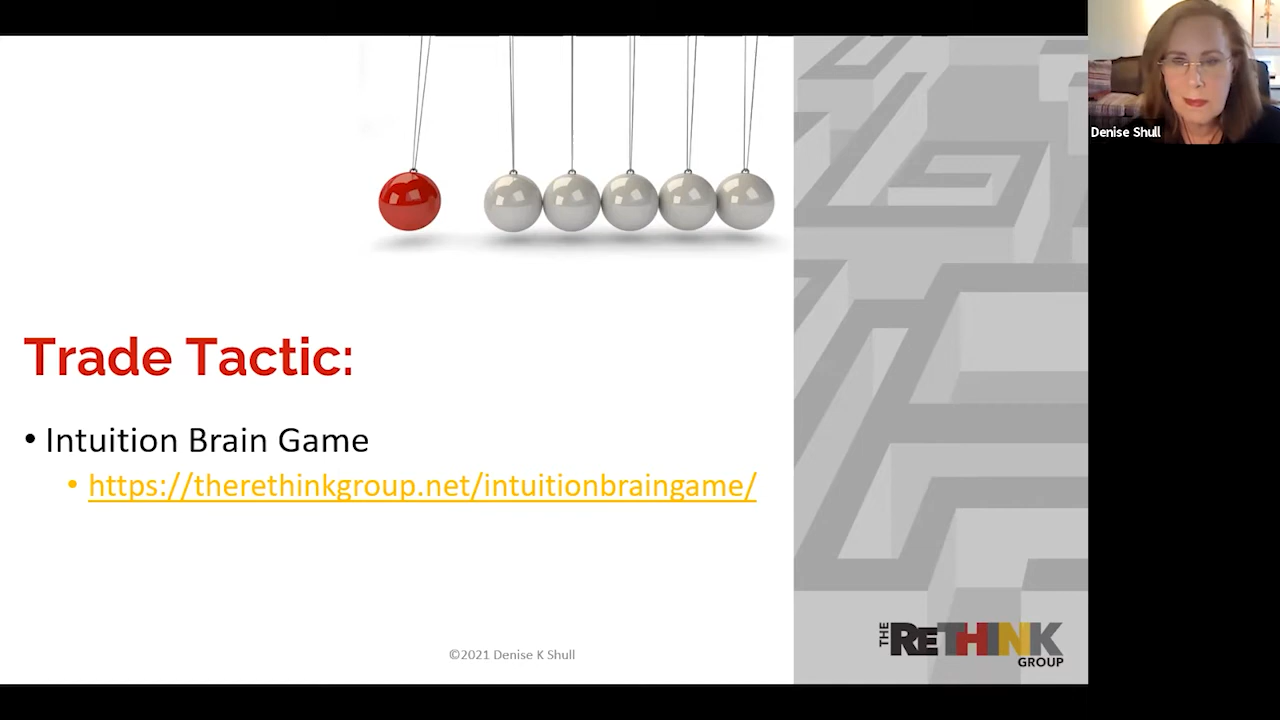 Denise Shull
Trade Tactic:
• Intuition Brain Game
• https://therethinkgroup.net/intuitionbraingame/
©2021 Denise K Shull
THE RETHINK
GROUP